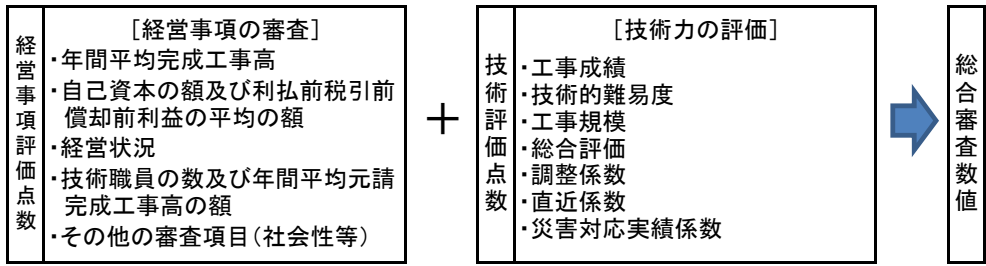 経営事項評価点数
［経営事項の審査］
・年間平均完成工事高
・自己資本の額及び利払前税引前
償却前利益の平均の額
・経営状況
・技術職員の数及び年間平均元請
完成工事高の額
・その他の審査項目（社会性等）
＋
技術評価点数
［技術力の評価］
・工事成績
・技術的難易度
・工事規模
・総合評価
・調整係数
・直近係数
・災害対応実績係数
総合審査数値